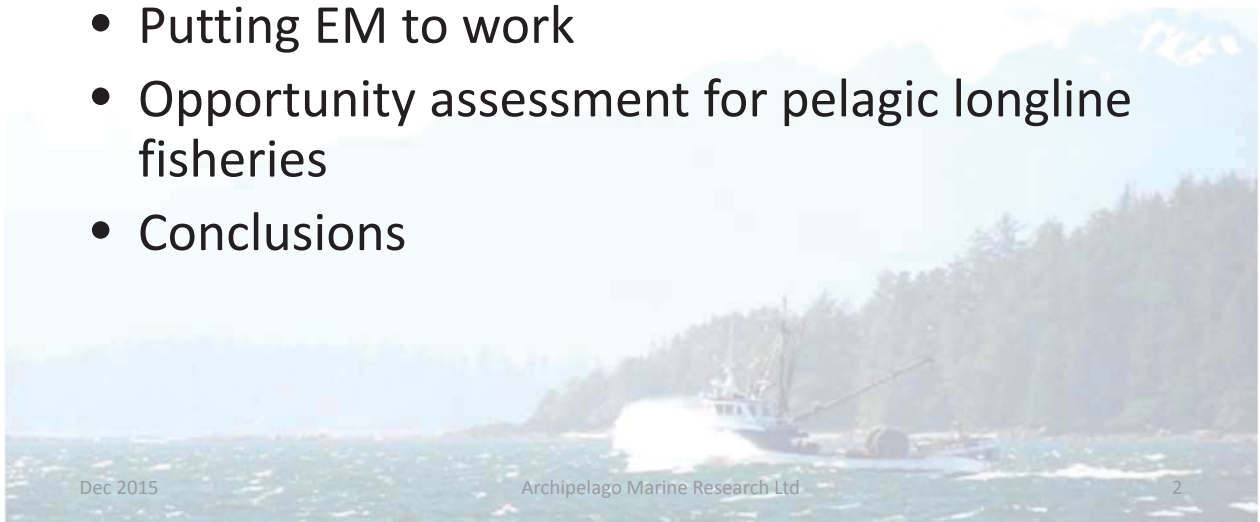 • Putting EM to work
• Opportunity assessment for pelagic longline
fisheries
• Conclusions
Dec 2015
Archipelago Marine Research Ltd
2